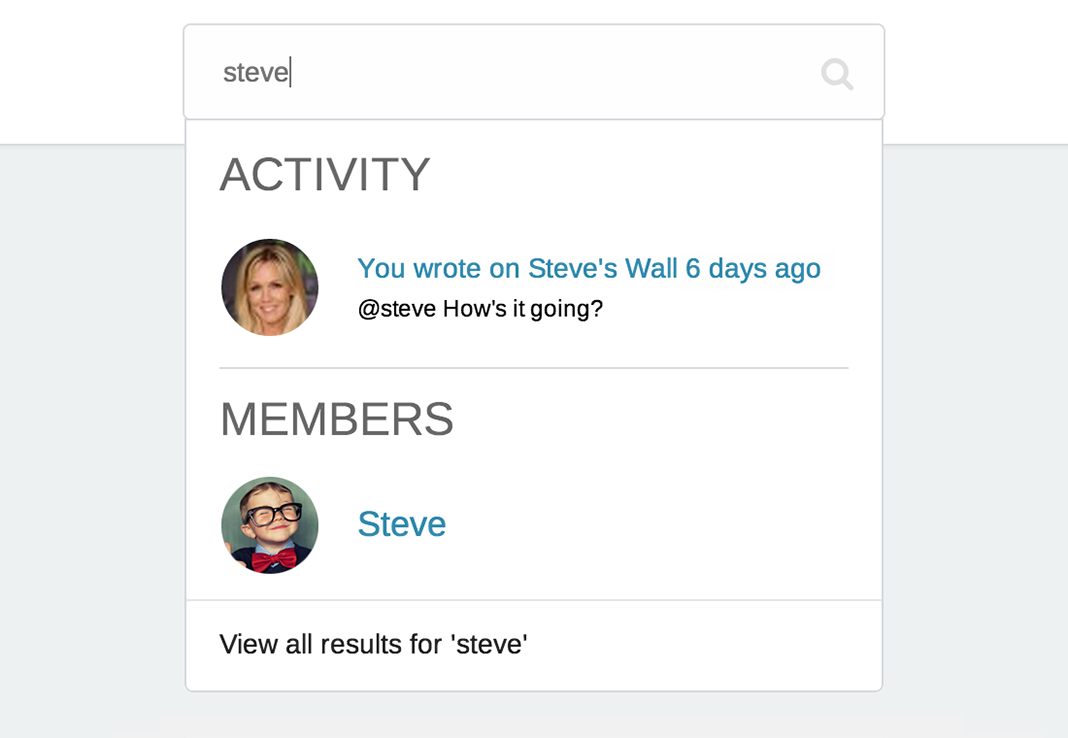 steve
ACTIVITY
You wrote on Steve's Wall 6 days ago
@steve How's it going?
MEMBERS
Steve
View all results for 'steve'